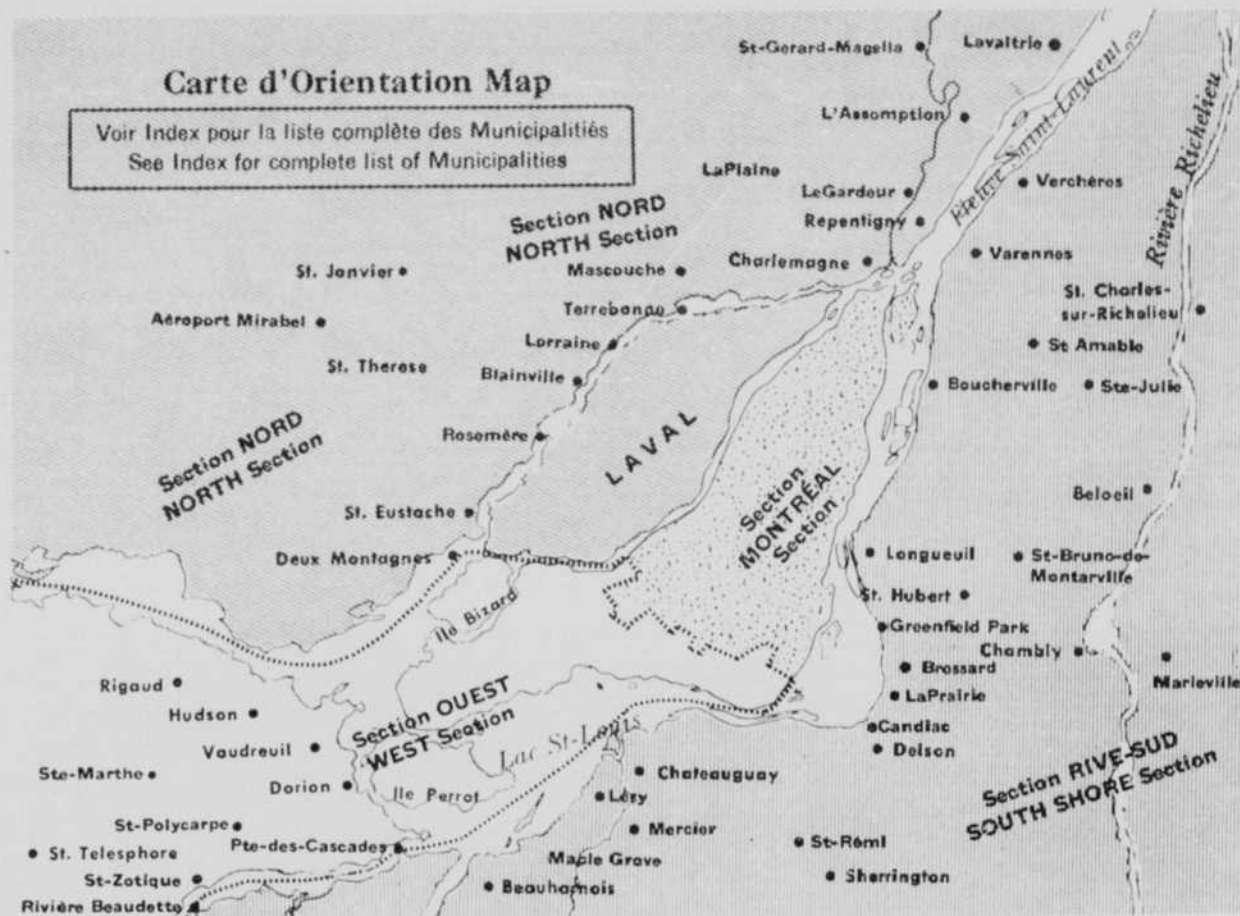 Carte d'Orientation Map
Voir Index pour la liste complète des Municipalitiés
See Index for complete list of Municipalities
St-Gerard-Magella
Lavaltrie
L'Assomption
Fleuve Saint-Laurent
Rivière Richelieu
LaPlaine
LeGardeur
Verchères
Section NORD
NORTH Section
Repentigny
Varennes
St. Janvier
Mascouche
Charlemagne
St. Charles-
sur-Richelieu
Aéroport Mirabel
Terrebonne
Lorraine
St Amable
St. Therese
Blainville
Boucherville
Ste-Julie
Section NORD
NORTH Section
Rosemère
LAVAL
Section
MONTRÉAL
Section
Beloeil
St. Eustache
Deux Montagnes
Longueuil
St-Bruno-de-
Montarville
Ile Bizard
St. Hubert
Greenfield Park
Chambly
Brossard
Marieville
Rigaud
LaPrairie
Hudson
Section OUEST
WEST Section
Candiac
Vaudreuil
Lac St-Louis
Delson
Ste-Marthe
Chateauguay
Section RIVE-SUD
SOUTH SHORE Section
Dorion
Ile Perrot
Léry
St-Polycarpe
Mercier
St. Telesphore
Pte-des-Cascades
St-Rémi
Maple Grove
St-Zotique
Beauharnois
Sherrington
Rivière Beaudette